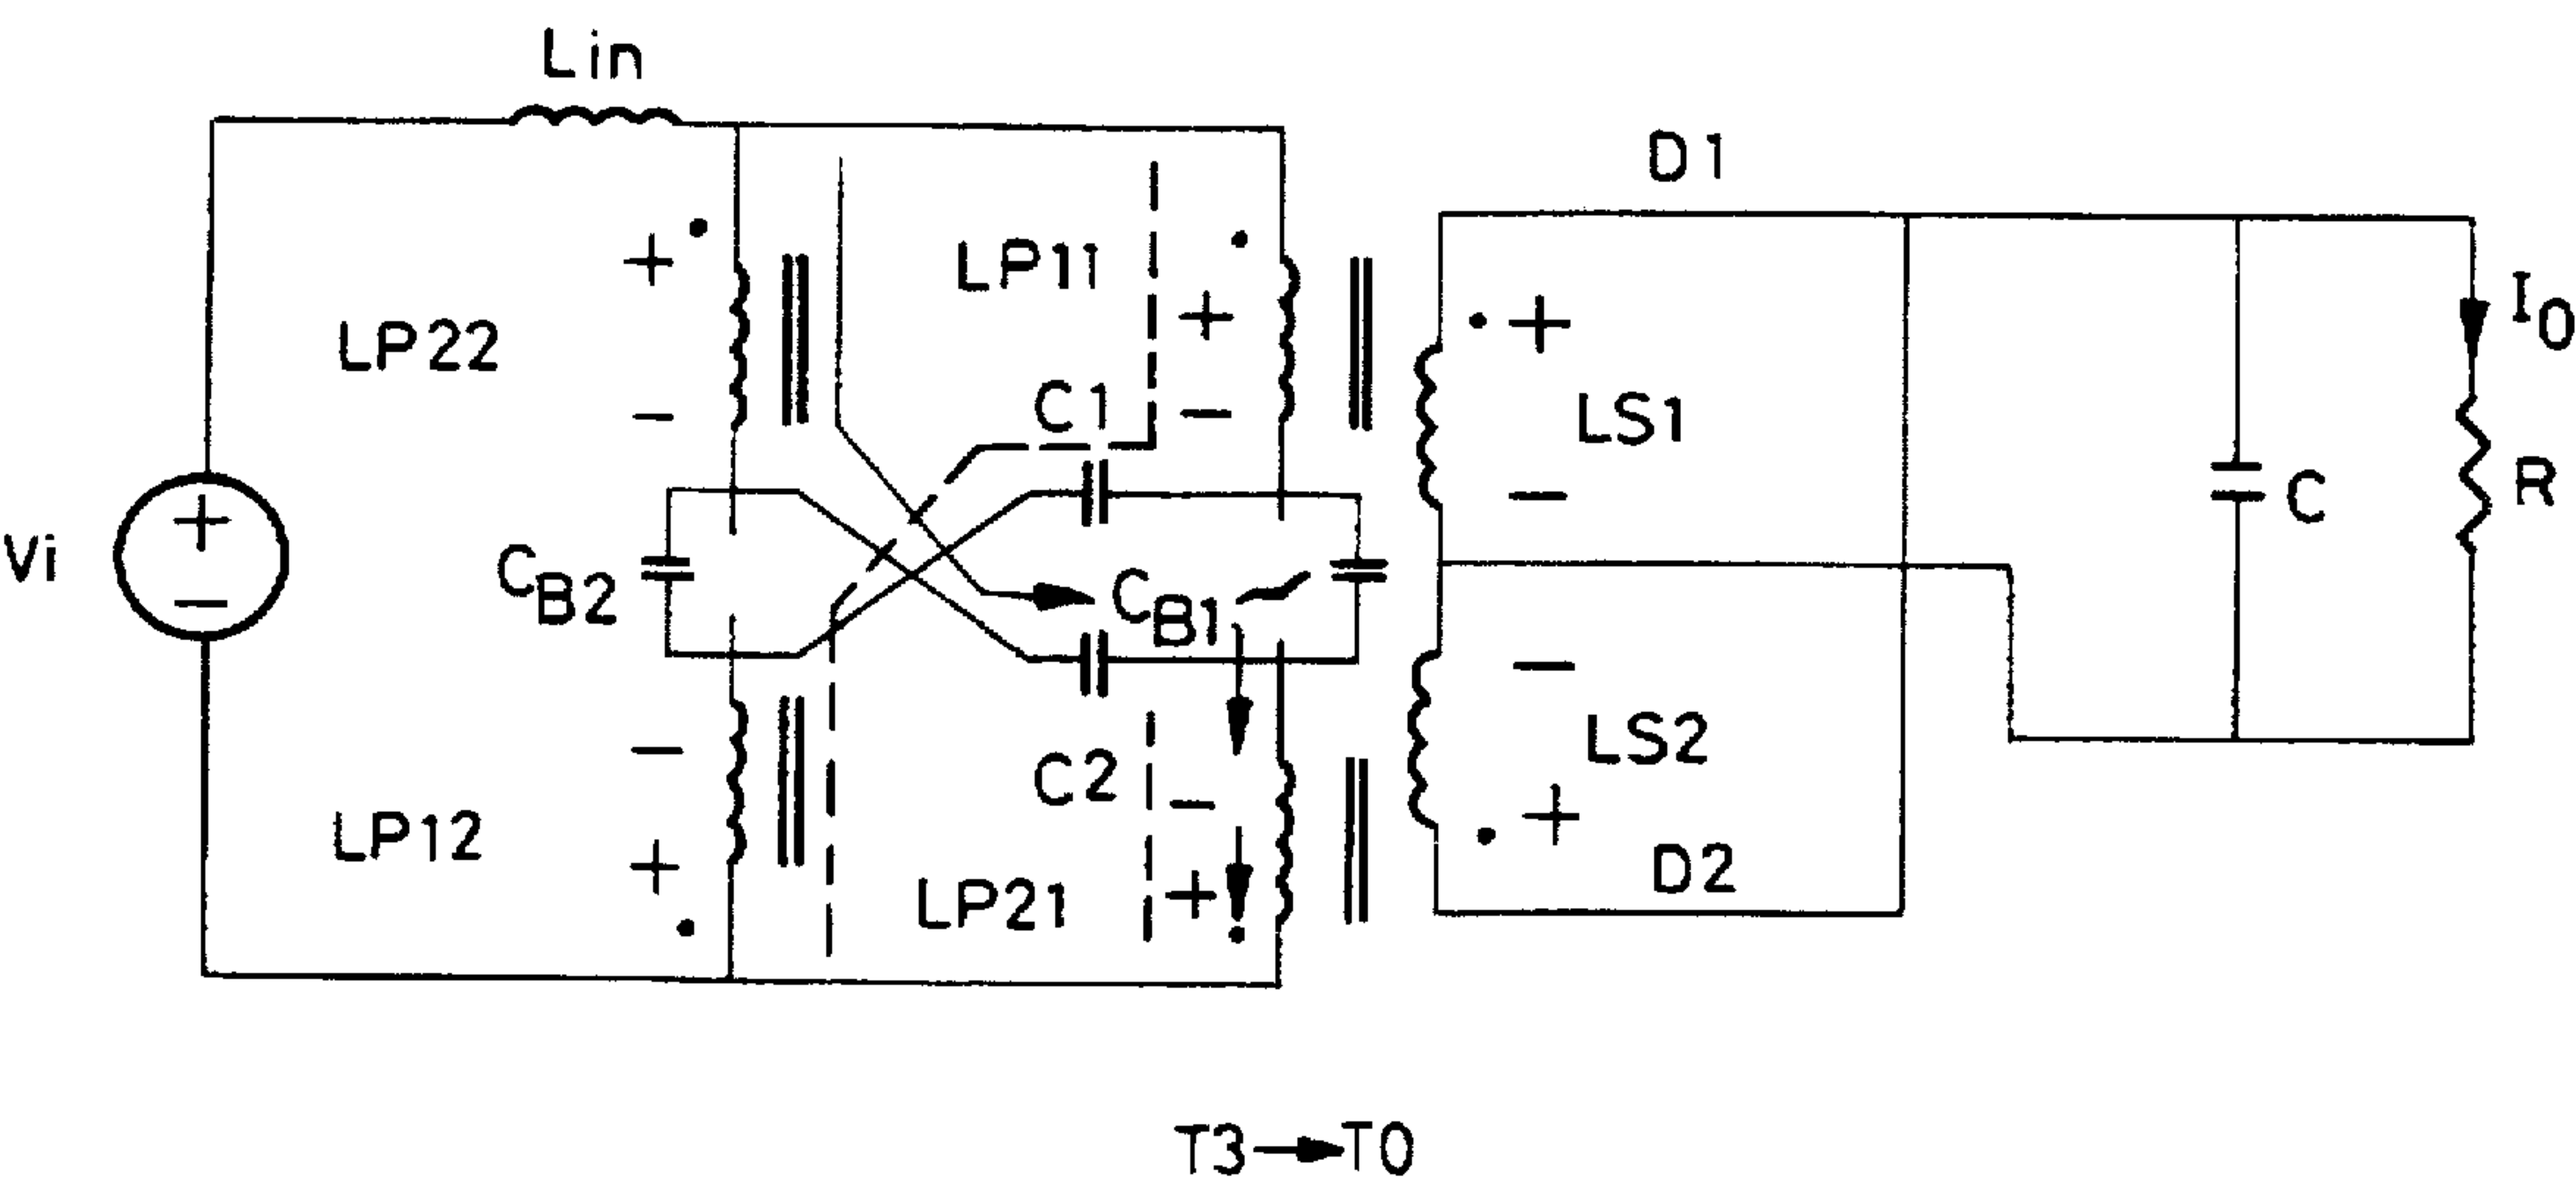 Lin
D1
LP11
I0
LP22
C1
LS1
C
R
Vi
CB2
CB1
C2
LS2
LP12
LP21
D2
T3→T0